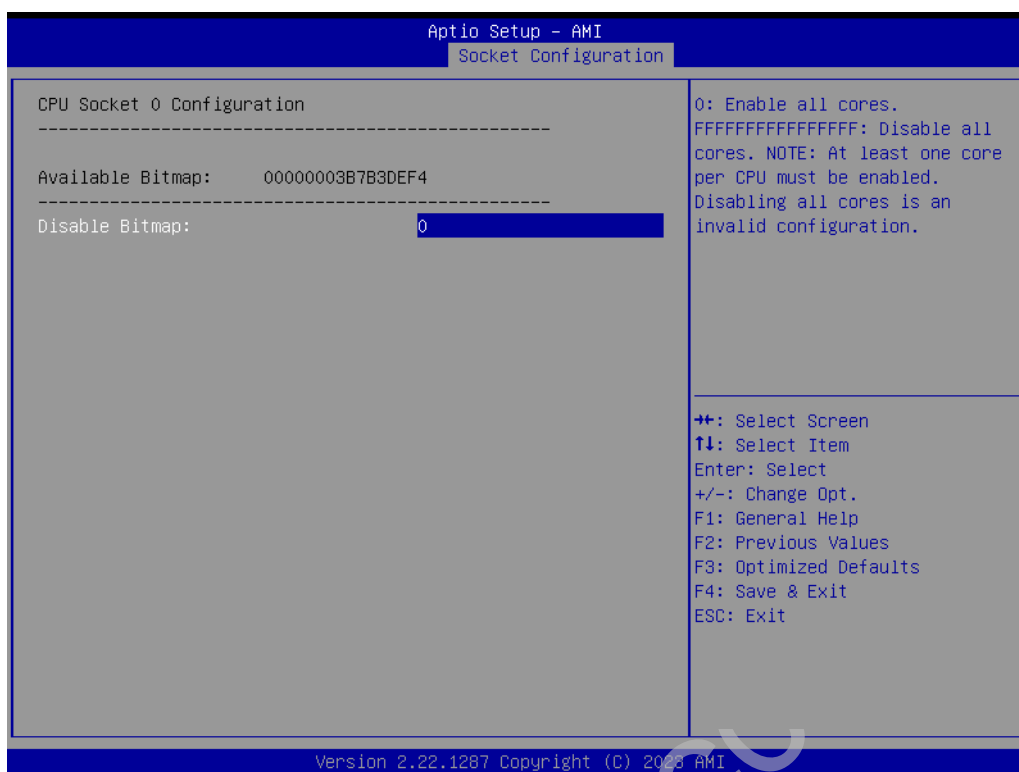 Aptio Setup – AMI
Socket Configuration
CPU Socket 0 Configuration
--------------------------------------------------
Available Bitmap: 00000003B7B3DEF4
--------------------------------------------------
Disable Bitmap: 0
0: Enable all cores.
FFFFFFFFFFFFFFFF: Disable all
cores. NOTE: At least one core
per CPU must be enabled.
Disabling all cores is an
invalid configuration.
→←: Select Screen
↑↓: Select Item
Enter: Select
+/-: Change Opt.
F1: General Help
F2: Previous Values
F3: Optimized Defaults
F4: Save & Exit
ESC: Exit
Version 2.22.1287 Copyright (C) 2023 AMI